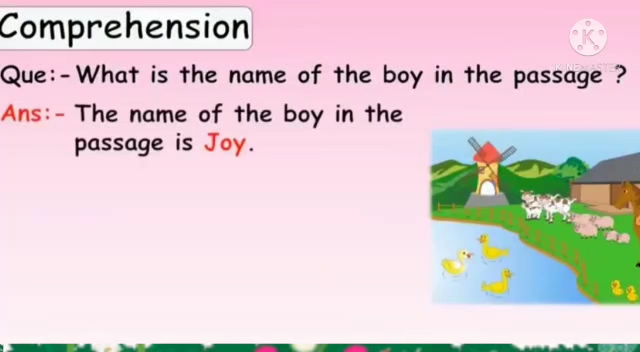 Comprehension
Que:- What is the name of the boy in the passage ?
Ans:- The name of the boy in the
passage is Joy.
K
KINEMASTER